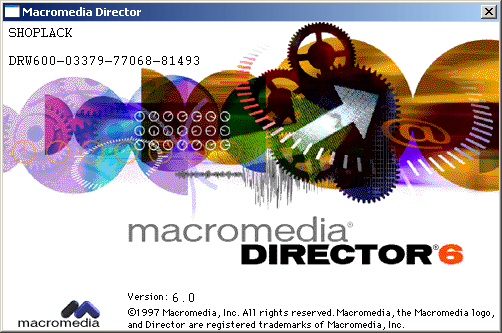 Macromedia Director
SHOPLACK
DRW600-03379-77068-81493
@
macromedia®
DIRECTOR®6
Version: 6.0
©1997 Macromedia, Inc. All rights reserved. Macromedia, the Macromedia logo,
and Director are registered trademarks of Macromedia, Inc.
macromedia